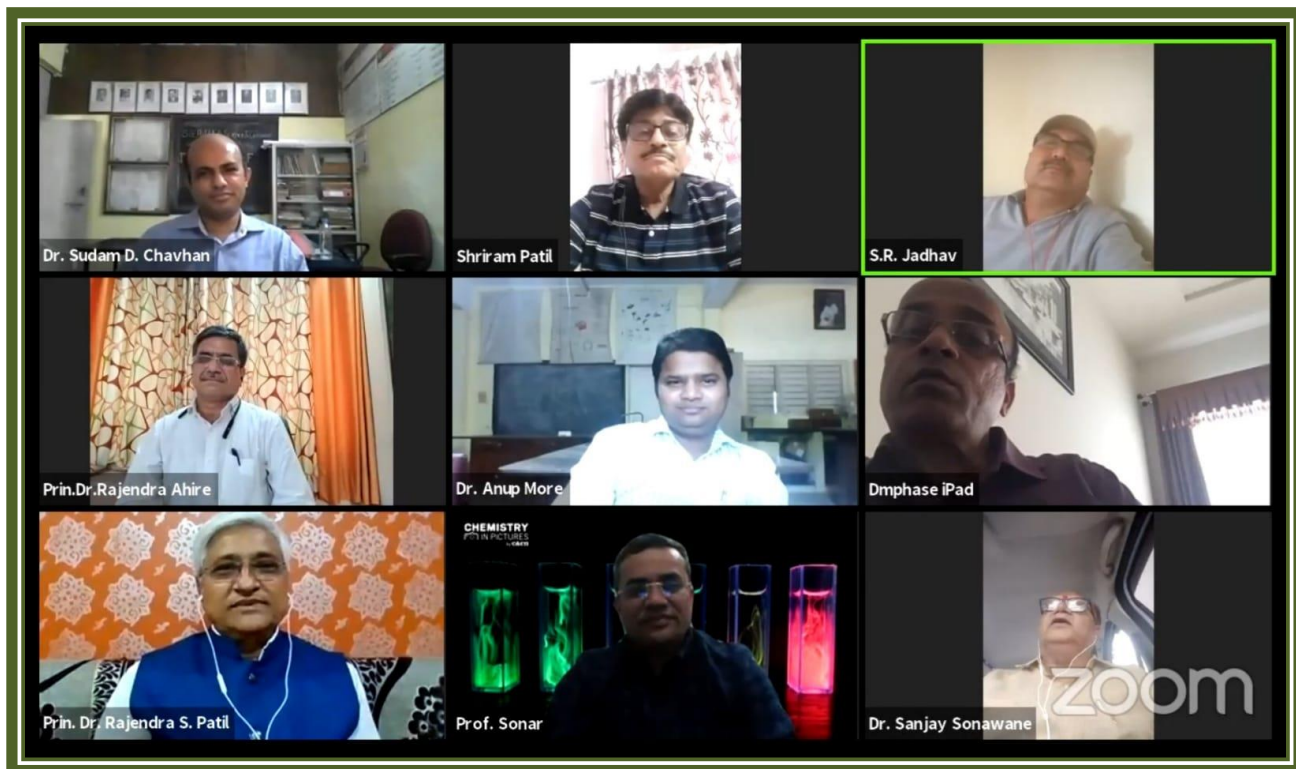 Dr. Sudam D. Chavhan
Shriram Patil
S.R. Jadhav
Prin.Dr.Rajendra Ahire
Dr. Anup More
Dmphase iPad
Prin. Dr. Rajendra S. Patil
CHEMISTRY
IN PICTURES
Prof. Sonar
Dr. Sanjay Sonawane
zoom